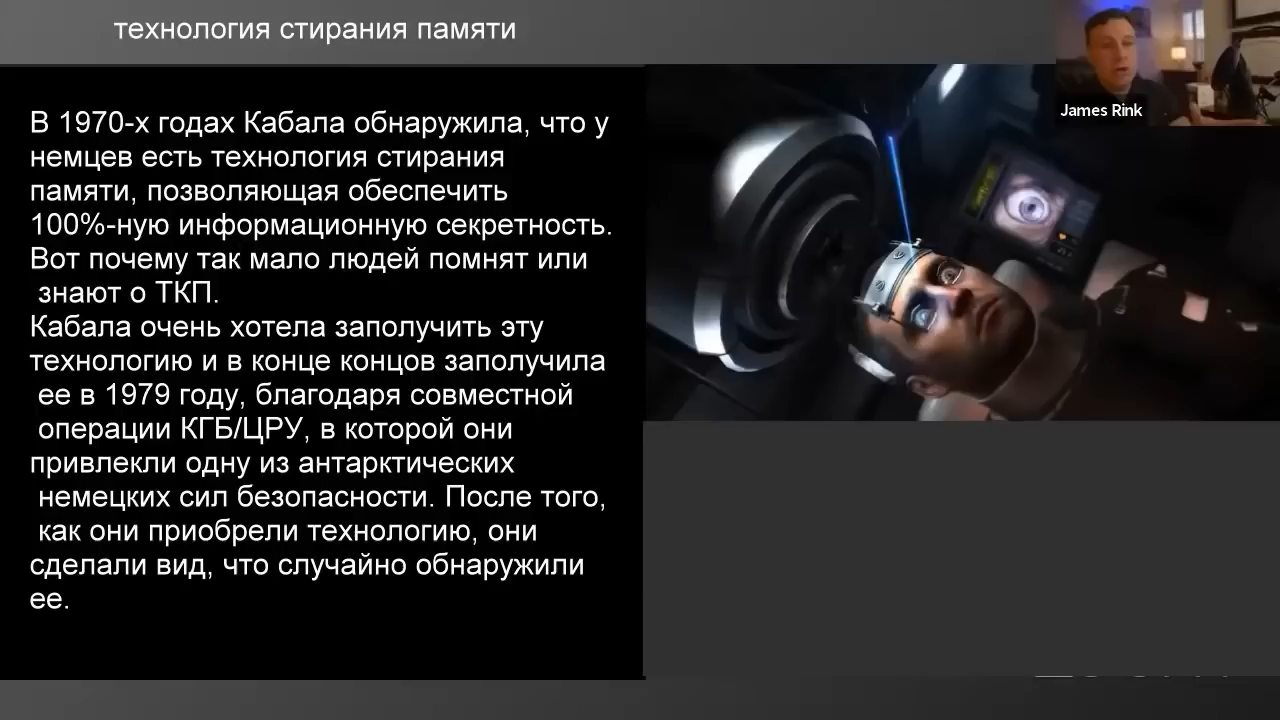 технология стирания памяти
James Rink
В 1970-х годах Кабала обнаружила, что у
немцев есть технология стирания
памяти, позволяющая обеспечить
100%-ную информационную секретность.
Вот почему так мало людей помнят или
знают о ТКП.
Кабала очень хотела заполучить эту
технологию и в конце концов заполучила
ее в 1979 году, благодаря совместной
операции КГБ/ЦРУ, в которой они
привлекли одну из антарктических
немецких сил безопасности. После того,
как они приобрели технологию, они
сделали вид, что случайно обнаружили
ее.